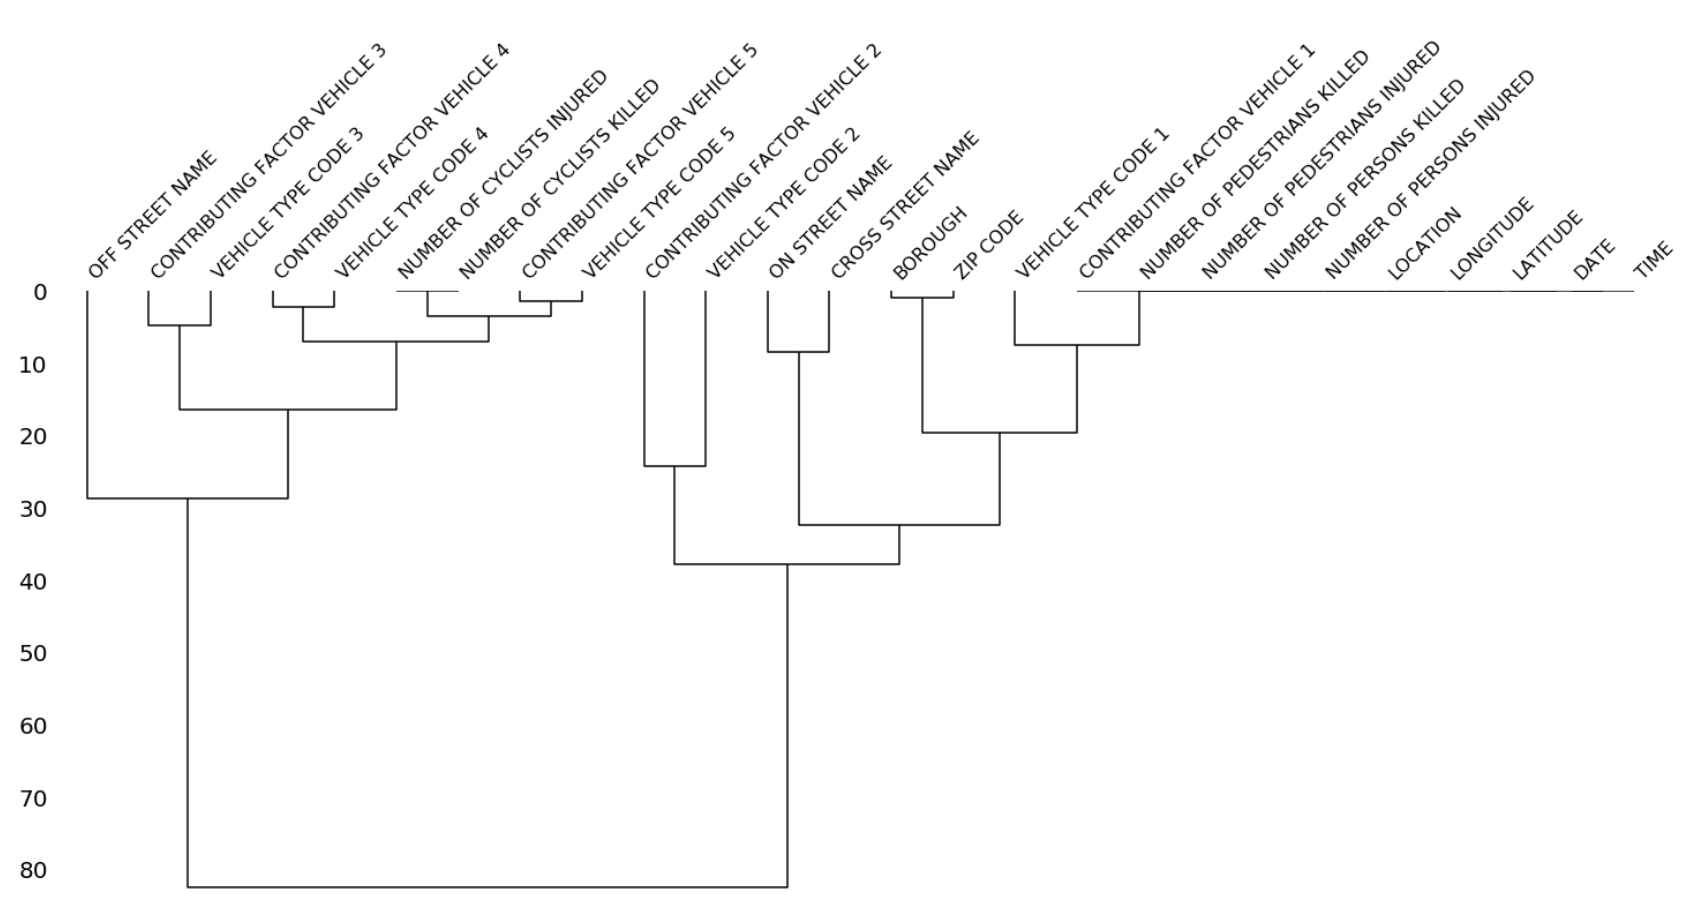 OFF STREET NAME
CONTRIBUTING FACTOR VEHICLE 3
VEHICLE TYPE CODE 3
CONTRIBUTING FACTOR VEHICLE 4
VEHICLE TYPE CODE 4
NUMBER OF CYCLISTS INJURED
NUMBER OF CYCLISTS KILLED
CONTRIBUTING FACTOR VEHICLE 5
VEHICLE TYPE CODE 5
CONTRIBUTING FACTOR VEHICLE 2
VEHICLE TYPE CODE 2
ON STREET NAME
CROSS STREET NAME
BOROUGH
ZIP CODE
VEHICLE TYPE CODE 1
CONTRIBUTING FACTOR VEHICLE 1
NUMBER OF PEDESTRIANS KILLED
NUMBER OF PEDESTRIANS INJURED
NUMBER OF PERSONS KILLED
NUMBER OF PERSONS INJURED
LOCATION
LONGITUDE
LATITUDE
DATE
TIME
0
10
20
30
40
50
60
70
80